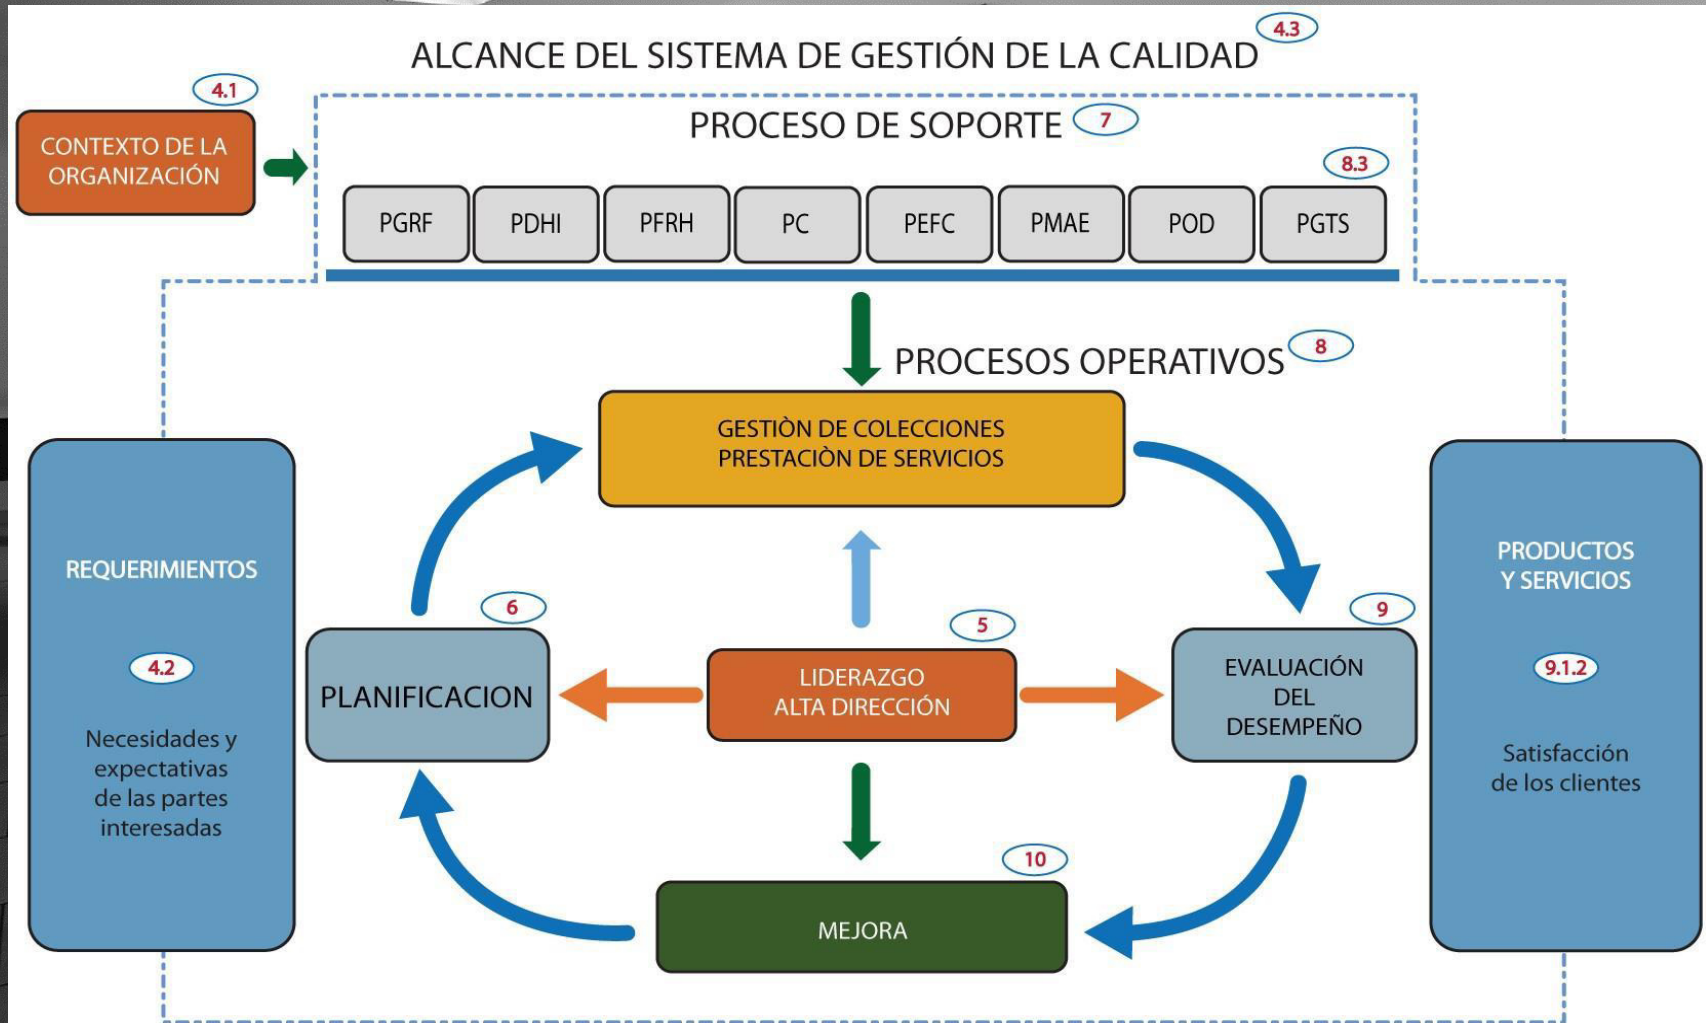 ALCANCE DEL SISTEMA DE GESTIÓN DE LA CALIDAD
4.3
4.1
CONTEXTO DE LA
ORGANIZACIÓN
PROCESO DE SOPORTE
7
8.3
PGRF
PDHI
PFRH
PC
PEFC
PMAE
POD
PGTS
PROCESOS OPERATIVOS
8
GESTIÒN DE COLECCIONES
PRESTACIÒN DE SERVICIOS
REQUERIMIENTOS
4.2
Necesidades y
expectativas
de las partes
interesadas
6
PLANIFICACION
5
LIDERAZGO
ALTA DIRECCIÓN
9
EVALUACIÓN
DEL
DESEMPEÑO
PRODUCTOS
Y SERVICIOS
9.1.2
Satisfacción
de los clientes
10
MEJORA